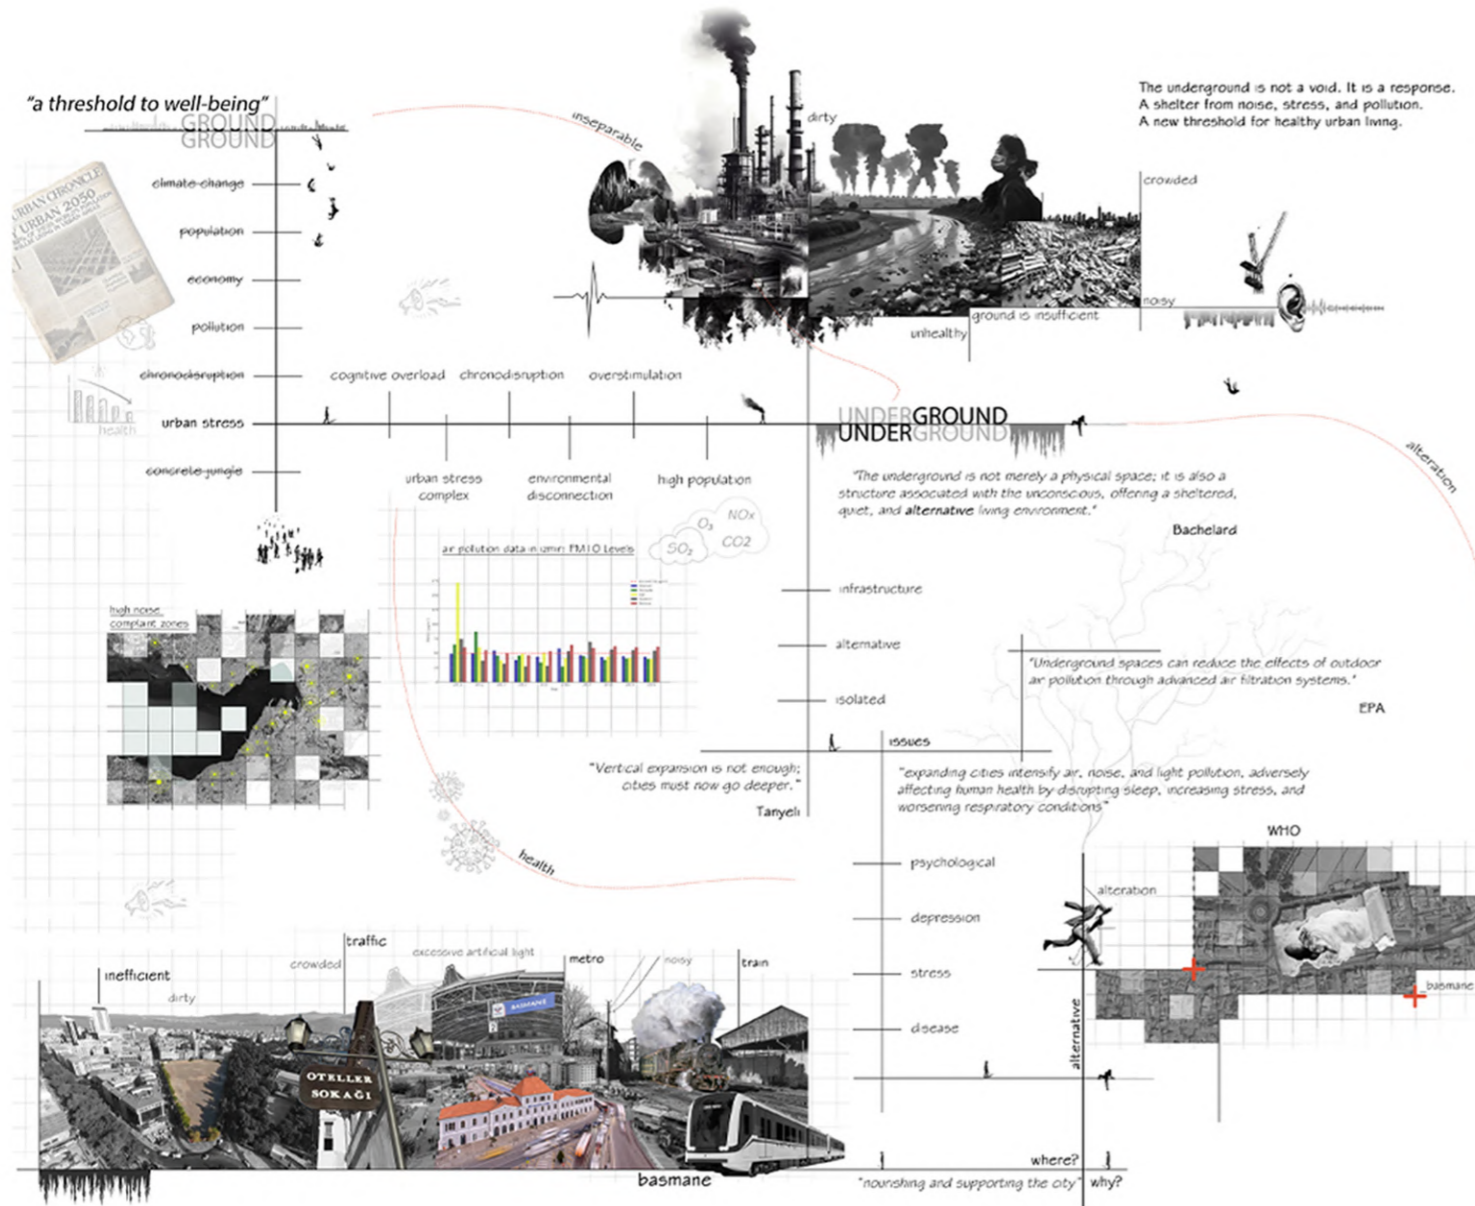 "a threshold to well-being"
GROUND
GROUND
URBAN CHRONICLE
URBAN 2050
climate change
population
economy
pollution
chronodisruption
urban stress
concrete jungle
health
inseparable
dirty
The underground is not a void. It is a response.
A shelter from noise, stress, and pollution.
A new threshold for healthy urban living.
crowded
noisy
ground is insufficient
unhealthy
cognitive overload
chronodisruption
overstimulation
urban stress
complex
environmental
disconnection
high population
UNDERGROUND
UNDERGROUND
alteration
"The underground is not merely a physical space; it is also a
structure associated with the unconscious, offering a sheltered,
quiet, and alternative living environment."
Bachelard
O3
NOx
SO2
CO2
air pollution data in izmir: PM10 Levels
high noise
complaint zones
infrastructure
alternative
isolated
issues
"Underground spaces can reduce the effects of outdoor
air pollution through advanced air filtration systems."
EPA
"Vertical expansion is not enough;
cities must now go deeper."
Tanyeli
"expanding cities intensify air, noise, and light pollution, adversely
affecting human health by disrupting sleep, increasing stress, and
worsening respiratory conditions"
WHO
health
psychological
depression
stress
disease
alteration
alternative
basmane
inefficient
dirty
crowded
traffic
excessive artificial light
metro
noisy
train
BASMANE
OTELLER
SOKAĞI
basmane
where?
"nourishing and supporting the city"
why?